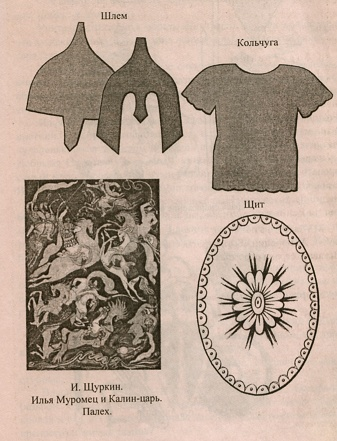 Шлем
Кольчуга
Щит
И. Щуркин.
Илья Муромец и Калин-царь.
Палех.